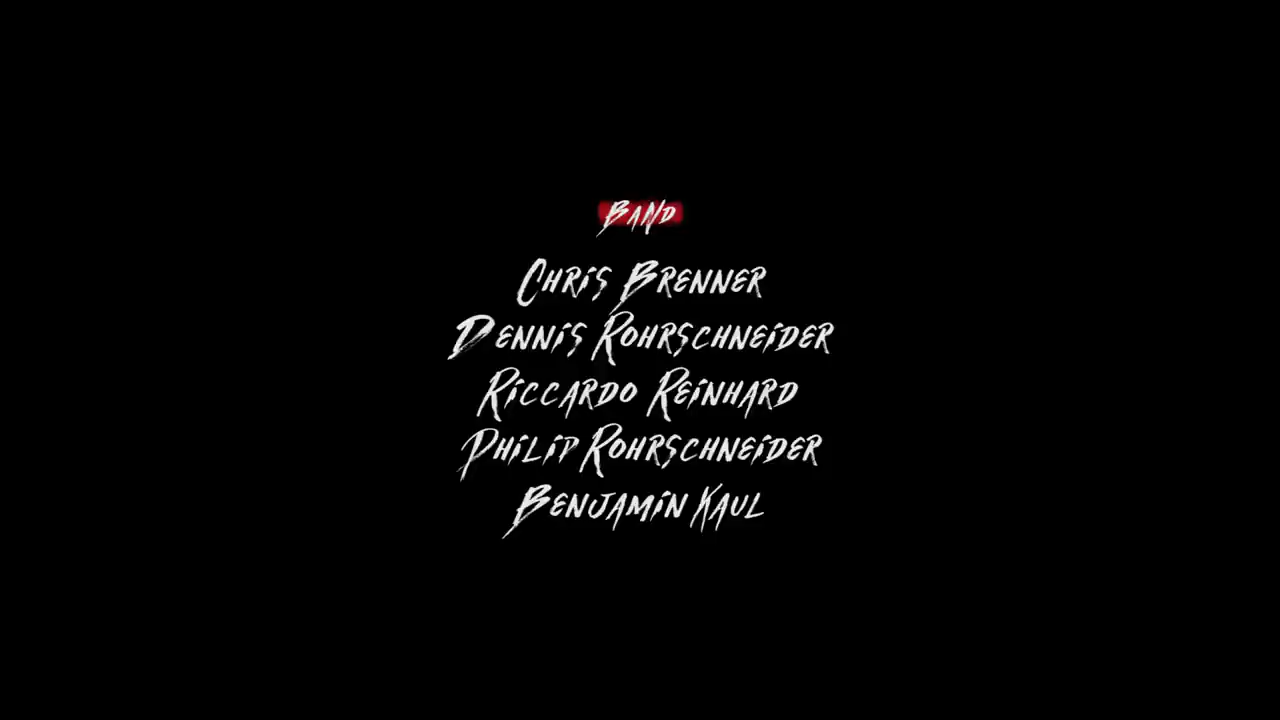 BAND
CHRIS BRENNER
DENNIS ROHRSCHNEIDER
RICCARDO REINHARD
PHILIP ROHRSCHNEIDER
BENJAMIN KAUL